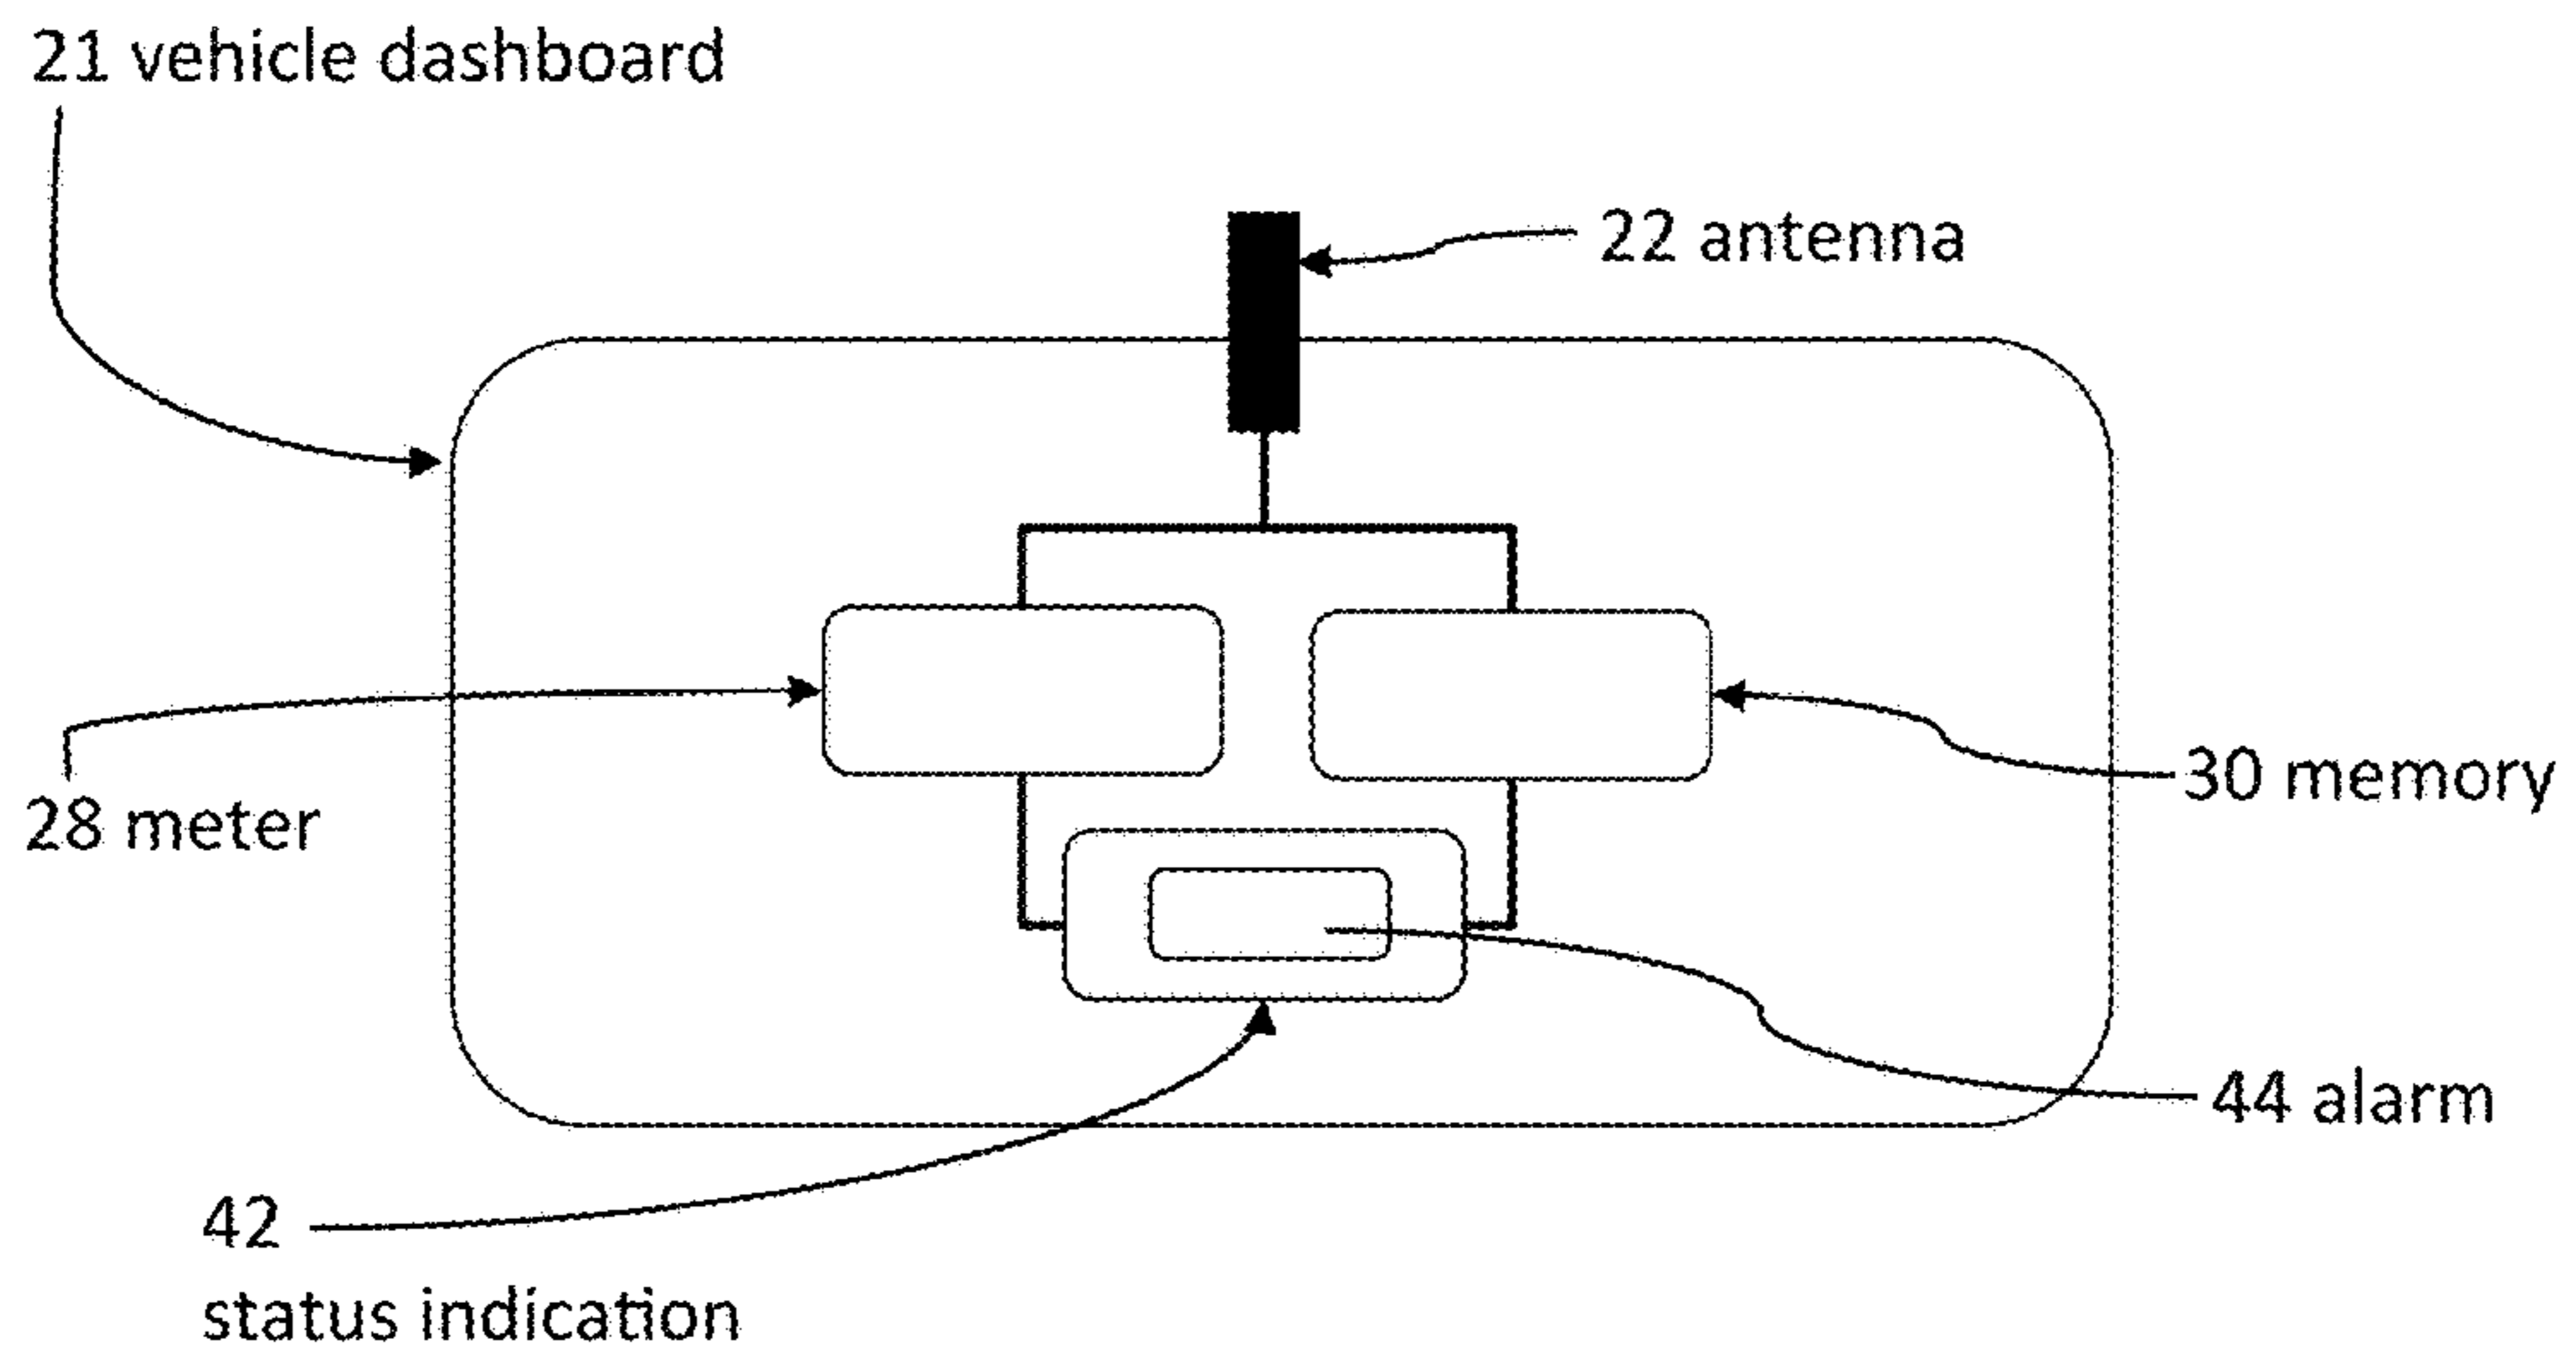 21 vehicle dashboard
22 antenna
28 meter
30 memory
44 alarm
42
status indication